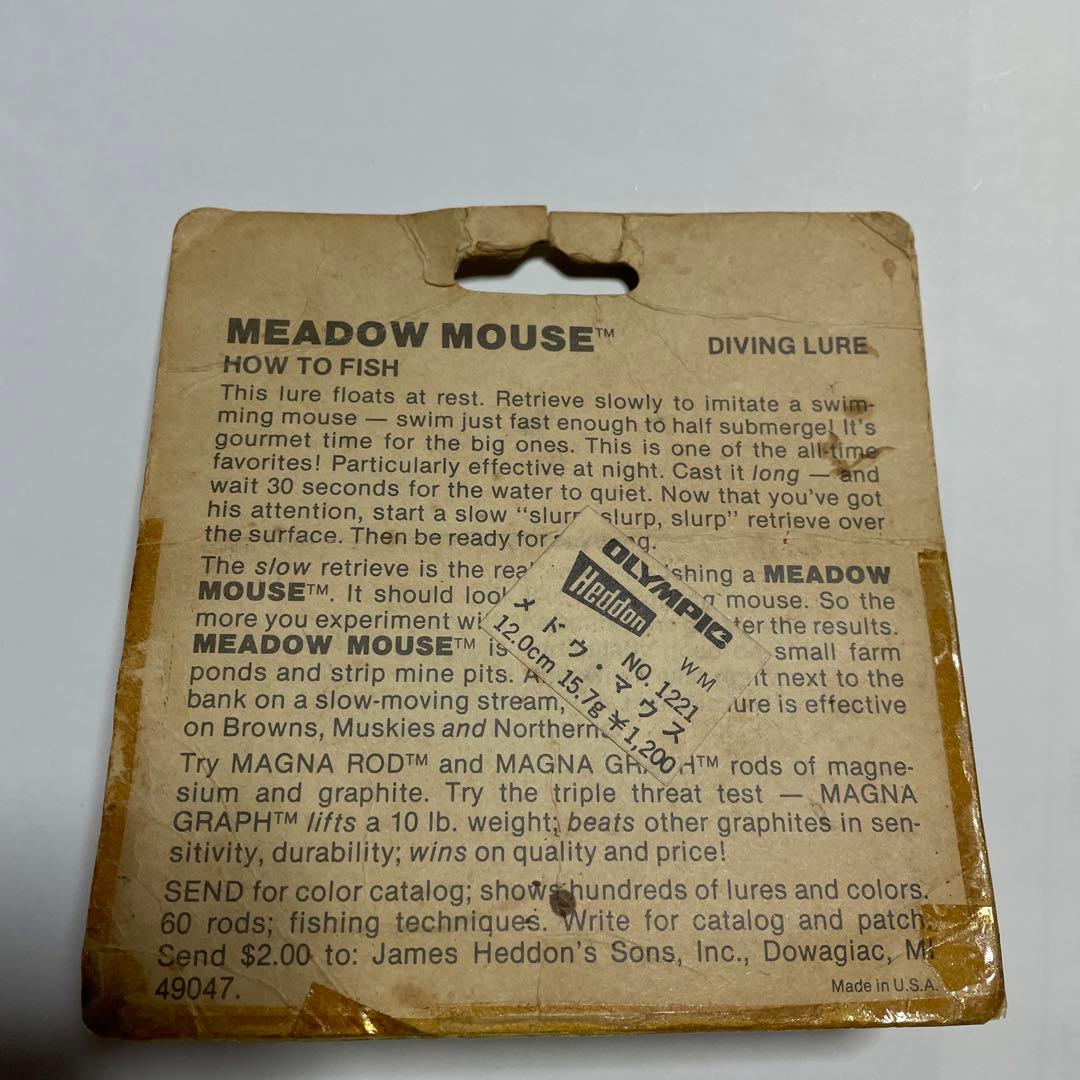 MEADOW MOUSE™ DIVING LURE
HOW TO FISH
This lure floats at rest. Retrieve slowly to imitate a swim-
ming mouse — swim just fast enough to half submerge! It's
gourmet time for the big ones. This is one of the all-time
favorites! Particularly effective at night. Cast it long — and
wait 30 seconds for the water to quiet. Now that you've got
his attention, start a slow "slurp, slurp, slurp" retrieve over
the surface. Then be ready for
The slow retrieve is the shing a MEADOW
MOUSE™. It should mouse. So the
more you experiment ter the results.
MEADOW MOUSE™ is small farm
ponds and strip mine pits. next to the
bank on a slow-moving stream, lure is effective
on Browns, Muskies and
Try MAGNA ROD™ and MAGNA GRAPH™ rods of magne-
sium and graphite. Try the triple threat test — MAGNA
GRAPH™ lifts a 10 lb. weight; beats other graphites in sen-
sitivity, durability; wins on quality and price!
SEND for color catalog; shows hundreds of lures and colors.
60 rods; fishing techniques. Write for catalog and patch.
Send $2.00 to: James Heddon's Sons, Inc., Dowagiac, MI
49047. Made in U.S.A.
OLYMPIC
Heddon
NO. 1221 WM
メドウ・マウス
12.0cm 15.7g ¥1,200